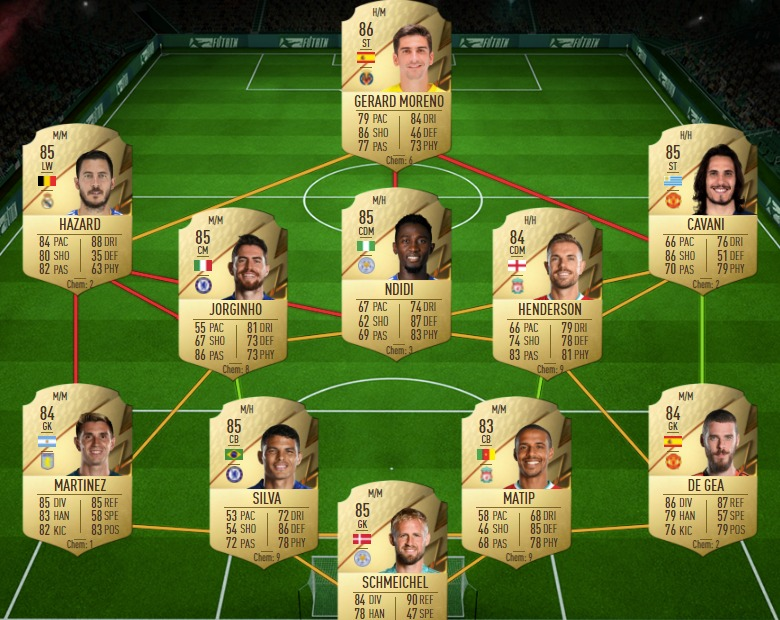 FUTBIN
FUTBIN
FUTBIN
H/M
86
ST
GERARD MORENO
79 PAC 84 DRI
86 SHO 46 DEF
77 PAS 73 PHY
Chem: 6
M/M
85
LW
HAZARD
84 PAC 88 DRI
80 SHO 35 DEF
82 PAS 63 PHY
Chem: 2
H/H
85
ST
CAVANI
66 PAC 76 DRI
86 SHO 51 DEF
70 PAS 79 PHY
Chem: 2
M/M
85
CM
JORGINHO
55 PAC 81 DRI
67 SHO 73 DEF
86 PAS 73 PHY
Chem: 8
M/H
85
CDM
NDIDI
67 PAC 74 DRI
62 SHO 87 DEF
69 PAS 83 PHY
Chem: 3
H/H
84
CDM
HENDERSON
66 PAC 79 DRI
74 SHO 78 DEF
83 PAS 81 PHY
Chem: 9
M/M
84
GK
MARTINEZ
85 DIV 85 REF
83 HAN 58 SPE
82 KIC 83 POS
Chem: 1
M/H
85
CB
SILVA
53 PAC 72 DRI
54 SHO 86 DEF
72 PAS 78 PHY
Chem: 9
M/M
83
CB
MATIP
58 PAC 68 DRI
46 SHO 85 DEF
68 PAS 78 PHY
Chem: 9
M/M
84
GK
DE GEA
86 DIV 87 REF
79 HAN 57 SPE
76 KIC 79 POS
Chem: 2
M/M
85
GK
SCHMEICHEL
84 DIV 90 REF
78 HAN 47 SPE